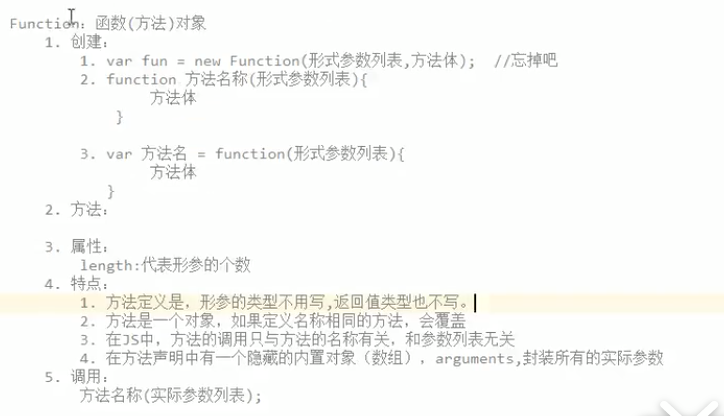 Function: 函数(方法)对象
1. 创建:
1. var fun = new Function(形式参数列表,方法体); //忘掉吧
2. function 方法名称(形式参数列表){
方法体
}
3. var 方法名 = function(形式参数列表){
方法体
}
2. 方法:
3. 属性:
length:代表形参的个数
4. 特点:
1. 方法定义是，形参的类型不用写,返回值类型也不写。
2. 方法是一个对象，如果定义名称相同的方法，会覆盖
3. 在JS中，方法的调用只与方法的名称有关，和参数列表无关
4. 在方法声明中有一个隐藏的内置对象（数组），arguments,封装所有的实际参数
5. 调用:
方法名称(实际参数列表);